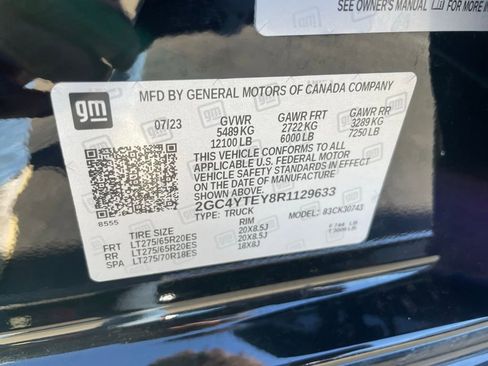 SEE OWNER'S MANUAL
FOR MORE IN
gm
MFD BY GENERAL MOTORS OF CANADA COMPANY
07/23 GVWR GAWR FRT GAWR RR
5489 KG 2722 KG 3289 KG
12100 LB 6000 LB 7250 LB
THIS VEHICLE CONFORMS TO ALL
APPLICABLE U.S. FEDERAL MOTOR
VEHICLE SAFETY STANDARDS IN
EFFECT ON THE DATE OF MANUFACTURE
SHOWN ABOVE.
2GC4YTEY8R1129633
8555 TYPE: TRUCK MODEL: 83CK30743
TIRE SIZE RIM
FRT LT275/65R20ES 20X8.5J
RR LT275/65R20ES 20X8.5J
SPA LT275/70R18ES 18X8J